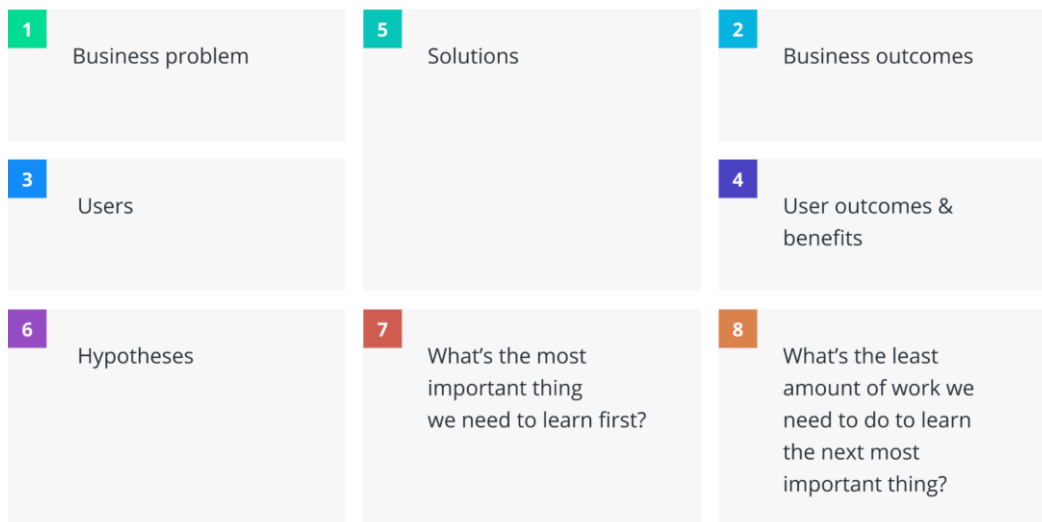 1
Business problem
5
Solutions
2
Business outcomes
3
Users
4
User outcomes &
benefits
6
Hypotheses
7
What’s the most
important thing
we need to learn first?
8
What’s the least
amount of work we
need to do to learn
the next most
important thing?